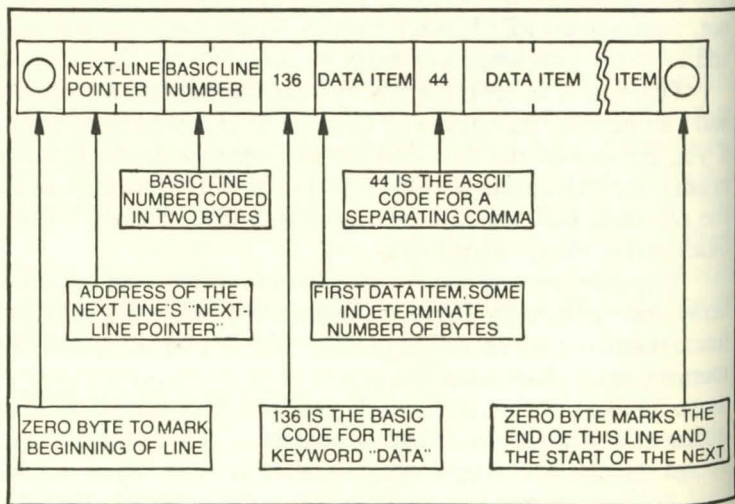 NEXT-LINE
POINTER
BASIC LINE
NUMBER
136
DATA ITEM
44
DATA ITEM
ITEM
BASIC LINE
NUMBER CODED
IN TWO BYTES
44 IS THE ASCII
CODE FOR A
SEPARATING COMMA
ADDRESS OF THE
NEXT LINE'S "NEXT-
LINE POINTER"
FIRST DATA ITEM, SOME
INDETERMINATE
NUMBER OF BYTES
ZERO BYTE TO MARK
BEGINNING OF LINE
136 IS THE BASIC
CODE FOR THE
KEYWORD "DATA"
ZERO BYTE MARKS THE
END OF THIS LINE AND
THE START OF THE NEXT